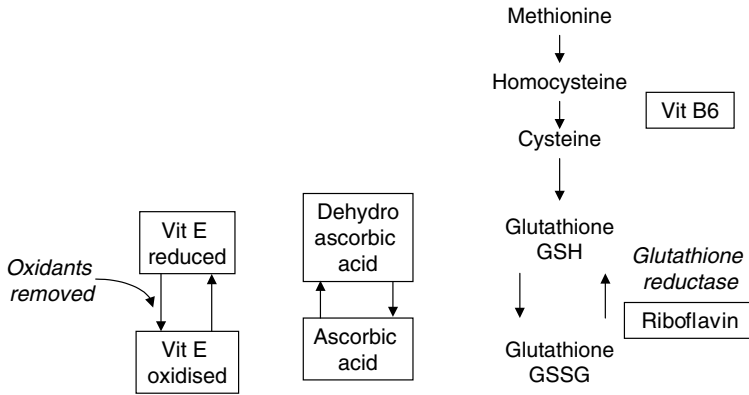 Methionine
Homocysteine
Vit B6
Cysteine
Oxidants
removed
Vit E
reduced
Vit E
oxidised
Dehydro
ascorbic
acid
Ascorbic
acid
Glutathione
GSH
Glutathione
reductase
Riboflavin
Glutathione
GSSG